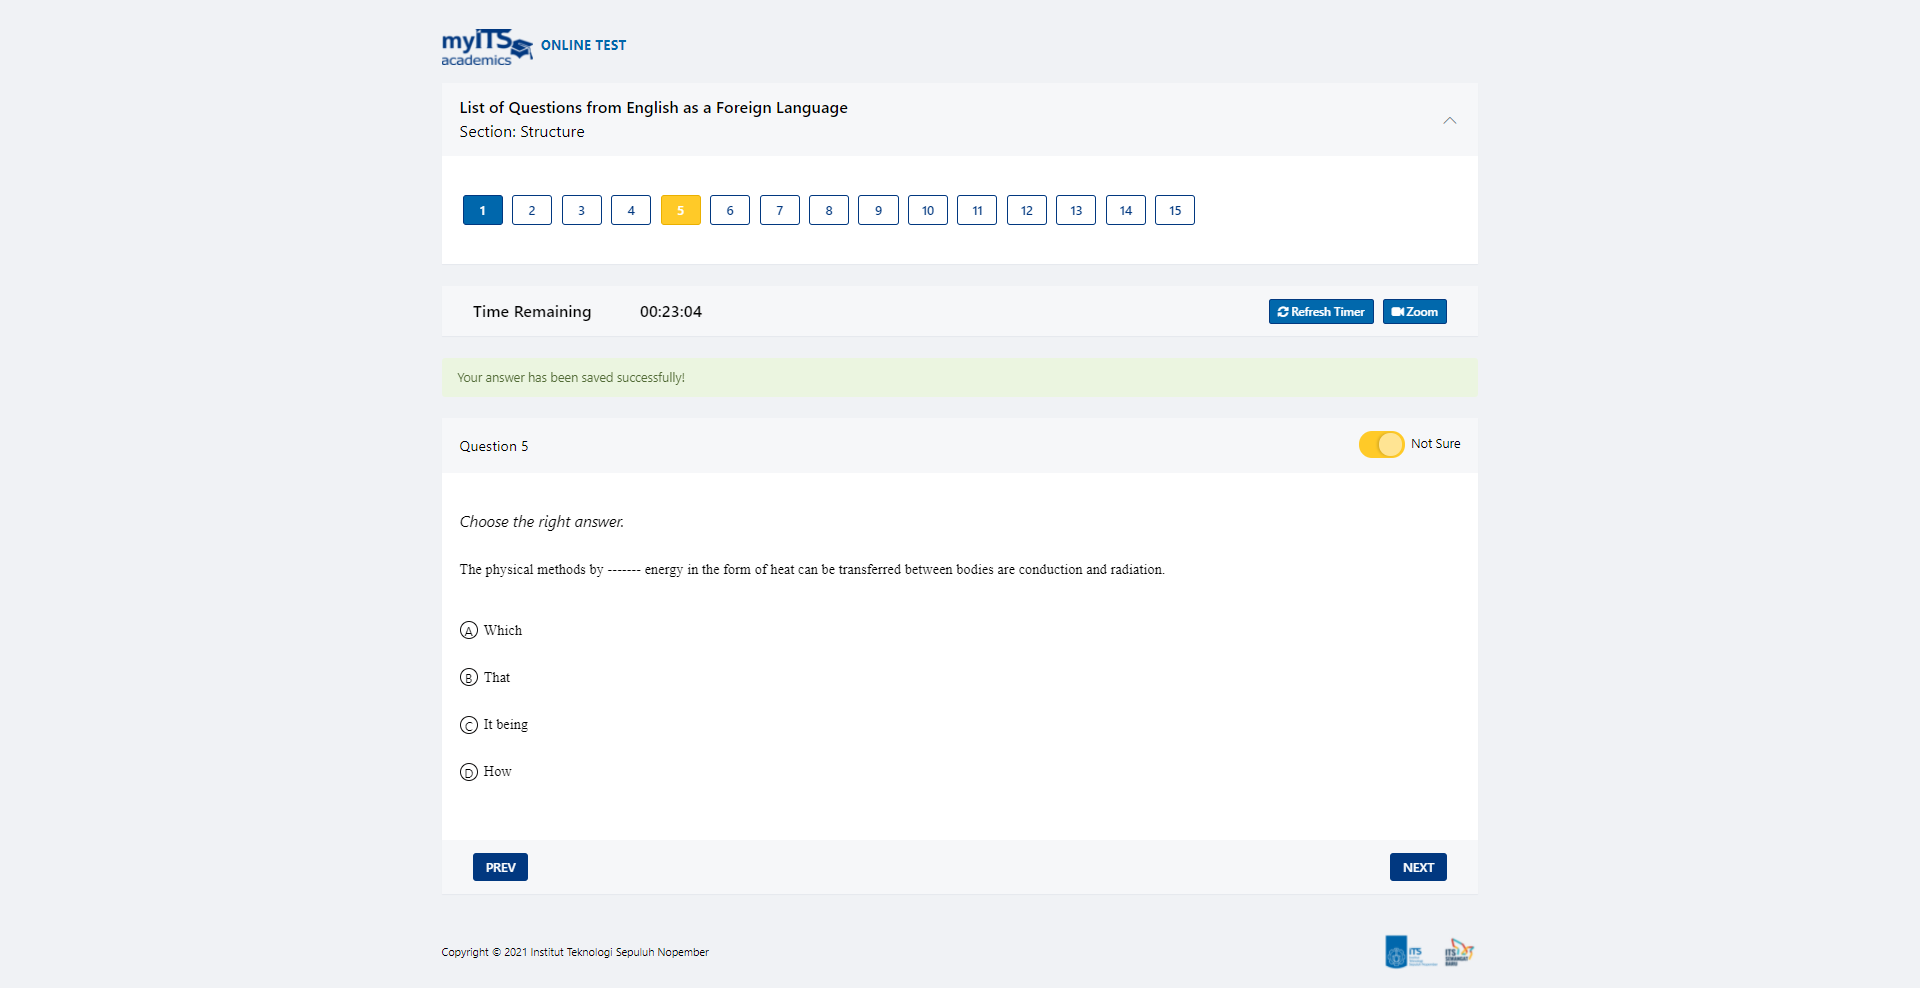 myITS academics ONLINE TEST
List of Questions from English as a Foreign Language
Section: Structure
1 2 3 4 5 6 7 8 9 10 11 12 13 14 15
Time Remaining 00:23:04 Refresh Timer Zoom
Your answer has been saved successfully!
Question 5 Not Sure
Choose the right answer.
The physical methods by ------- energy in the form of heat can be transferred between bodies are conduction and radiation.
A Which
B That
C It being
D How
PREV NEXT
Copyright © 2021 Institut Teknologi Sepuluh Nopember ITS ITS